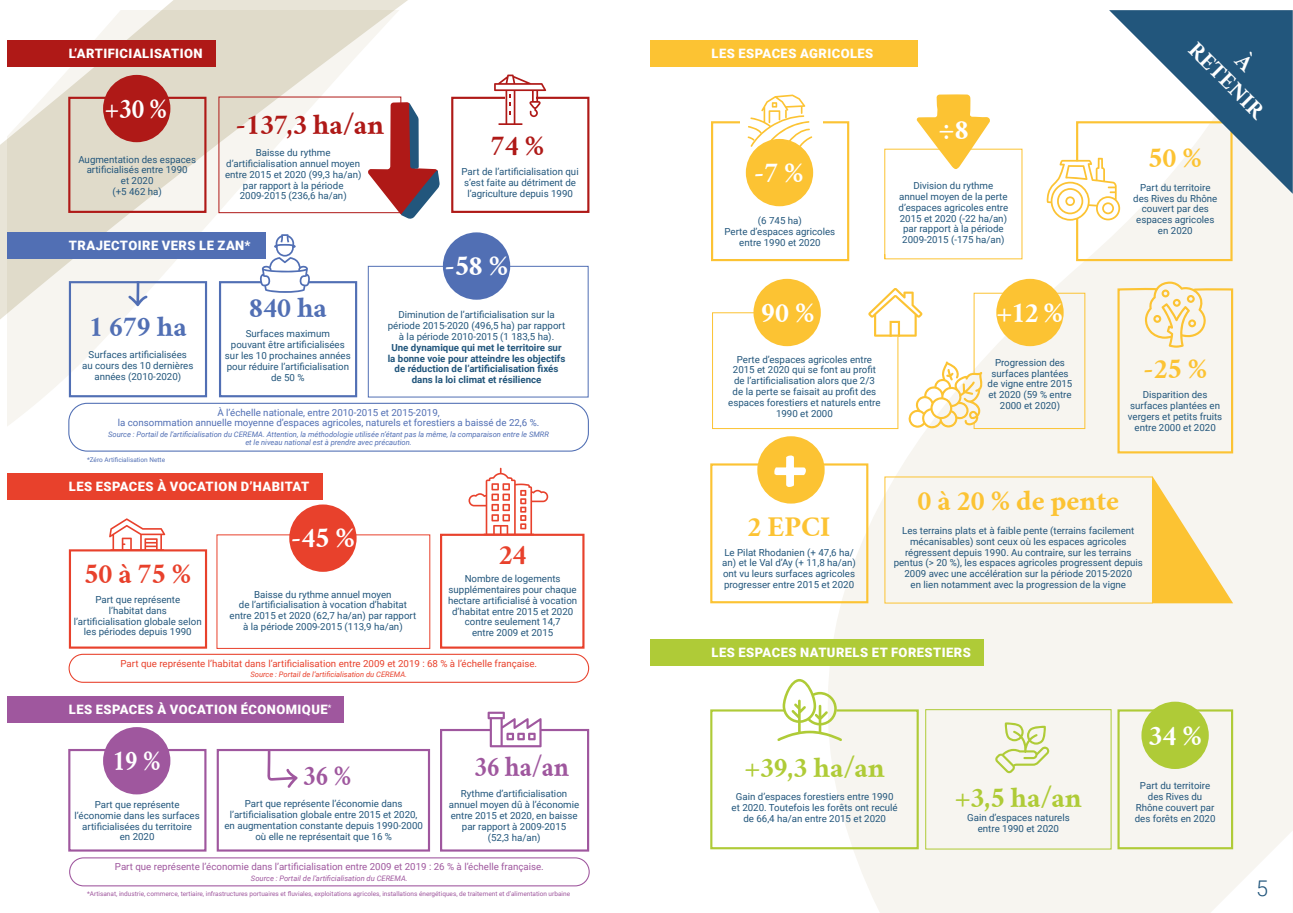 L'ARTIFICIALISATION
+30 %
Augmentation des espaces
artificialisés entre 1990
et 2020
(+5 462 ha)
-137,3 ha/an
Baisse du rythme
d'artificialisation annuel moyen
entre 2015 et 2020 (99,3 ha/an)
par rapport à la période
2009-2015 (236,6 ha/an)
74 %
Part de l'artificialisation qui
s'est faite au détriment de
l'agriculture depuis 1990
TRAJECTOIRE VERS LE ZAN*
1 679 ha
Surfaces artificialisées
au cours des 10 dernières
années (2010-2020)
840 ha
Surfaces maximum
pouvant être artificialisées
sur les 10 prochaines années
pour réduire l'artificialisation
de 50 %
-58 %
Diminution de l'artificialisation sur la
période 2015-2020 (496,5 ha) par rapport
à la période 2010-2015 (1 183,5 ha).
Une dynamique qui met le territoire sur
la bonne voie pour atteindre les objectifs
de réduction de l'artificialisation fixés
dans la loi climat et résilience
À l'échelle nationale, entre 2010-2015 et 2015-2019,
la consommation annuelle moyenne d'espaces agricoles, naturels et forestiers a baissé de 22,6 %.
Source : Portail de l'artificialisation du CEREMA. Attention, la méthodologie utilisée n'étant pas la même, la comparaison entre le SMRR
et le niveau national est à prendre avec précaution.
*Zéro Artificialisation Nette
LES ESPACES À VOCATION D'HABITAT
50 à 75 %
Part que représente
l'habitat dans
l'artificialisation globale selon
les périodes depuis 1990
-45 %
Baisse du rythme annuel moyen
de l'artificialisation à vocation d'habitat
entre 2015 et 2020 (62,7 ha/an) par rapport
à la période 2009-2015 (113,9 ha/an)
24
Nombre de logements
supplémentaires pour chaque
hectare artificialisé à vocation
d'habitat entre 2015 et 2020
contre seulement 14,7
entre 2009 et 2015
Part que représente l'habitat dans l'artificialisation entre 2009 et 2019 : 68 % à l'échelle française.
Source : Portail de l'artificialisation du CEREMA.
LES ESPACES À VOCATION ÉCONOMIQUE*
19 %
Part que représente
l'économie dans les surfaces
artificialisées du territoire
en 2020
36 %
Part que représente l'économie dans
l'artificialisation globale entre 2015 et 2020,
en augmentation constante depuis 1990-2000
où elle ne représentait que 16 %
36 ha/an
Rythme d'artificialisation
annuel moyen dû à l'économie
entre 2015 et 2020, en baisse
par rapport à 2009-2015
(52,3 ha/an)
Part que représente l'économie dans l'artificialisation entre 2009 et 2019 : 26 % à l'échelle française.
Source : Portail de l'artificialisation du CEREMA.
*Artisanat, industrie, commerce, tertiaire, infrastructures portuaires et fluviales, exploitations agricoles, installations énergétiques, de traitement et d'alimentation urbaine
À
RETENIR
LES ESPACES AGRICOLES
-7 %
(6 745 ha)
Perte d'espaces agricoles
entre 1990 et 2020
÷8
Division du rythme
annuel moyen de la perte
d'espaces agricoles entre
2015 et 2020 (-22 ha/an)
par rapport à la période
2009-2015 (-175 ha/an)
50 %
Part du territoire
des Rives du Rhône
couvert par des
espaces agricoles
en 2020
90 %
Perte d'espaces agricoles entre
2015 et 2020 qui se font au profit
de l'artificialisation alors que 2/3
de la perte se faisait au profit des
espaces forestiers et naturels entre
1990 et 2000
+12 %
Progression des
surfaces plantées
de vigne entre 2015
et 2020 (59 % entre
2000 et 2020)
-25 %
Disparition des
surfaces plantées en
vergers et petits fruits
entre 2000 et 2020
2 EPCI
Le Pilat Rhodanien (+ 47,6 ha/
an) et le Val d'Ay (+ 11,8 ha/an)
ont vu leurs surfaces agricoles
progresser entre 2015 et 2020
0 à 20 % de pente
Les terrains plats et à faible pente (terrains facilement
mécanisables) sont ceux où les espaces agricoles
régressent depuis 1990. Au contraire, sur les terrains
pentus (> 20 %), les espaces agricoles progressent depuis
2009 avec une accélération sur la période 2015-2020
en lien notamment avec la progression de la vigne
LES ESPACES NATURELS ET FORESTIERS
+39,3 ha/an
Gain d'espaces forestiers entre 1990
et 2020. Toutefois les forêts ont reculé
de 66,4 ha/an entre 2015 et 2020
+3,5 ha/an
Gain d'espaces naturels
entre 1990 et 2020
34 %
Part du territoire
des Rives du
Rhône couvert par
des forêts en 2020
5